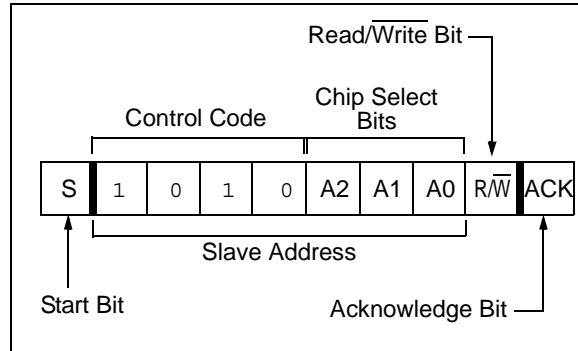 Read/Write Bit
Chip Select
Bits
Control Code
S 1 0 1 0 A2 A1 A0 R/W ACK
Slave Address
Start Bit
Acknowledge Bit